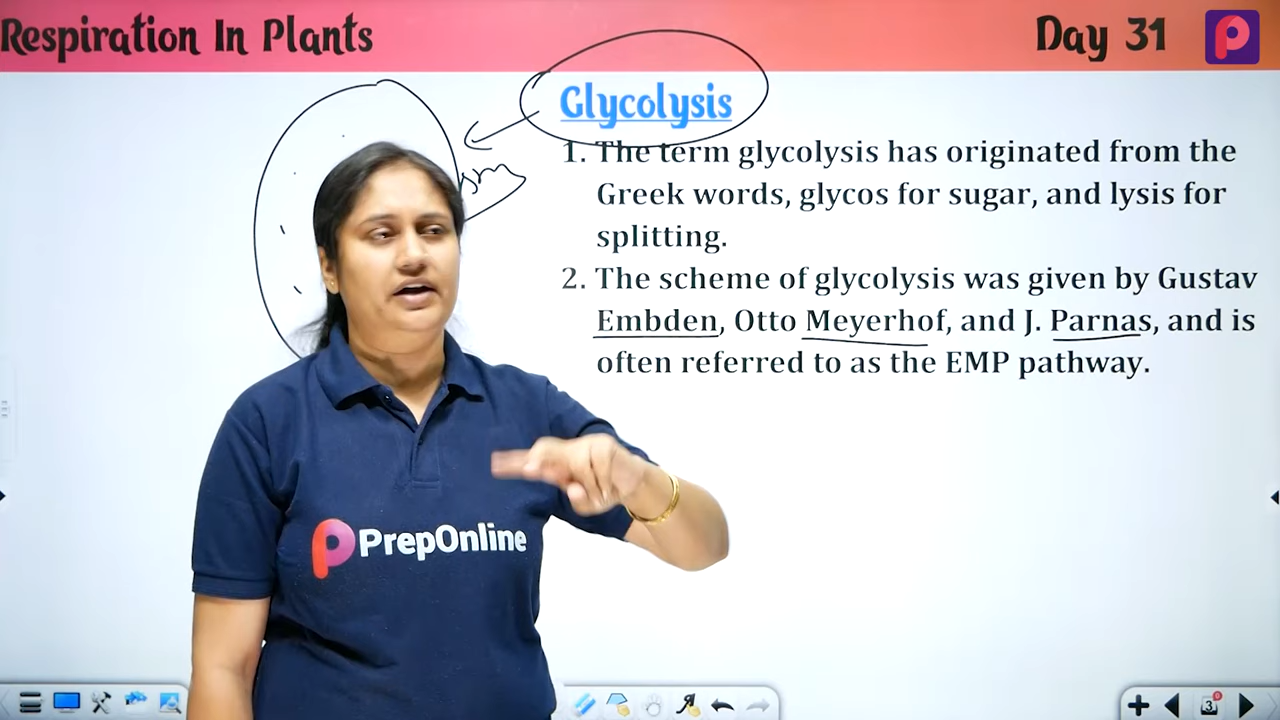 Respiration In Plants
Day 31
Glycolysis
1. The term glycolysis has originated from the
Greek words, glycos for sugar, and lysis for
splitting.
2. The scheme of glycolysis was given by Gustav
Embden, Otto Meyerhof, and J. Parnas, and is
often referred to as the EMP pathway.
PrepOnline
3